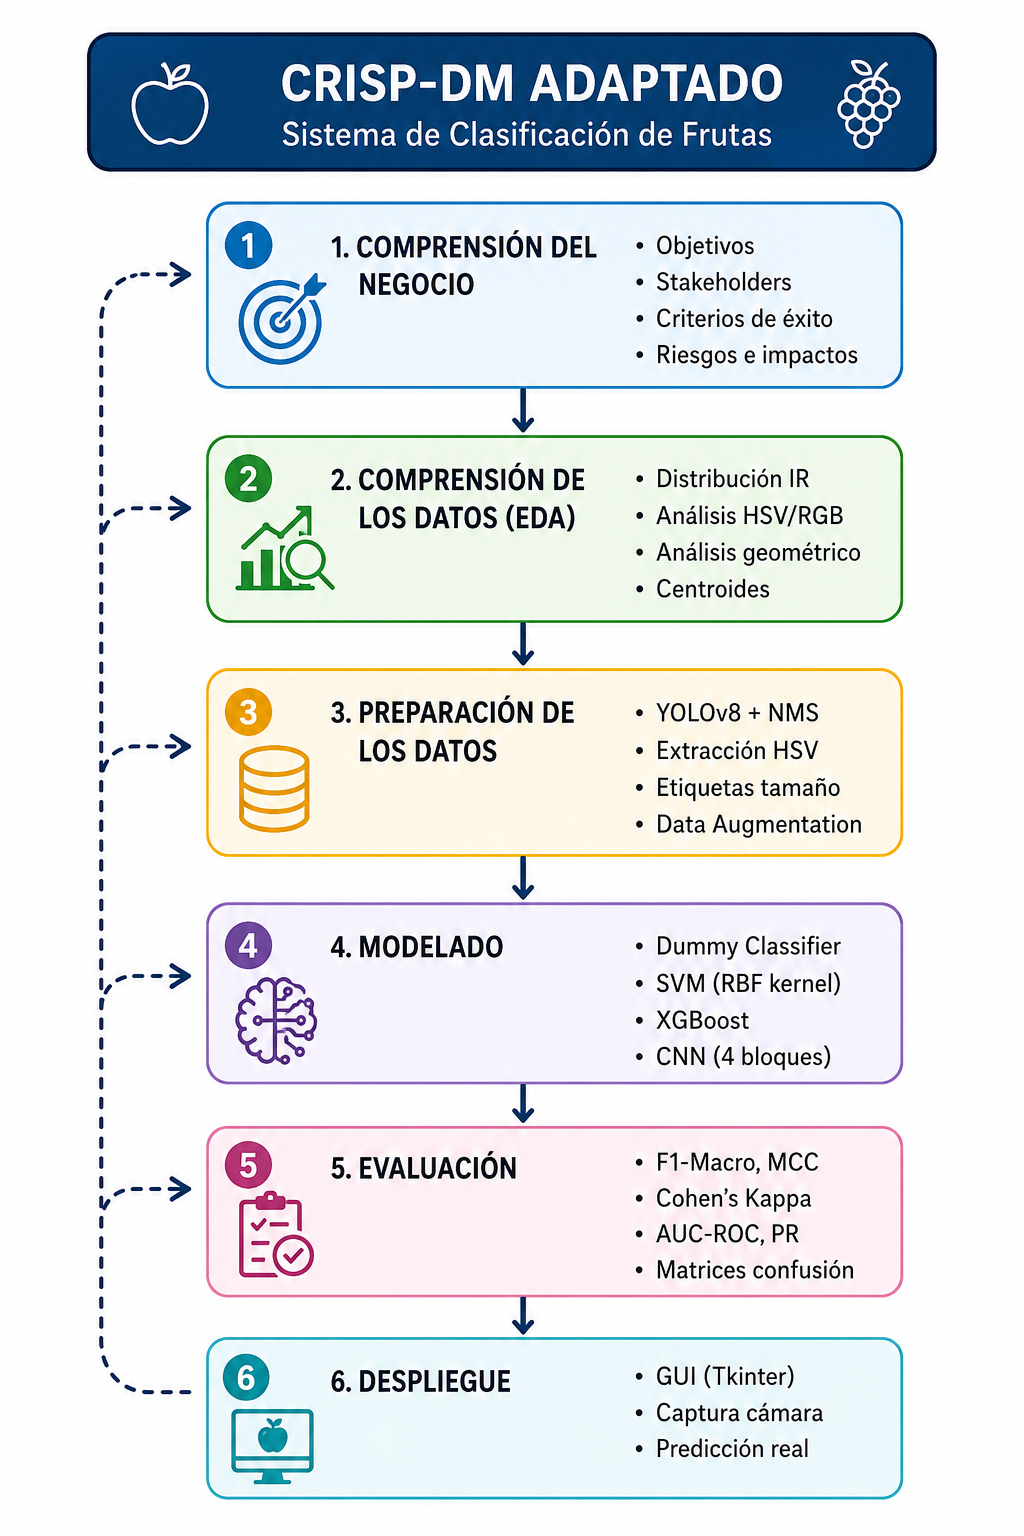 CRISP-DM ADAPTADO
Sistema de Clasificación de Frutas
1
1. COMPRENSIÓN DEL
NEGOCIO
• Objetivos
• Stakeholders
• Criterios de éxito
• Riesgos e impactos
2
2. COMPRENSIÓN DE
LOS DATOS (EDA)
• Distribución IR
• Análisis HSV/RGB
• Análisis geométrico
• Centroides
3
3. PREPARACIÓN DE
LOS DATOS
• YOLOv8 + NMS
• Extracción HSV
• Etiquetas tamaño
• Data Augmentation
4
4. MODELADO
• Dummy Classifier
• SVM (RBF kernel)
• XGBoost
• CNN (4 bloques)
5
5. EVALUACIÓN
• F1-Macro, MCC
• Cohen’s Kappa
• AUC-ROC, PR
• Matrices confusión
6
6. DESPLIEGUE
• GUI (Tkinter)
• Captura cámara
• Predicción real